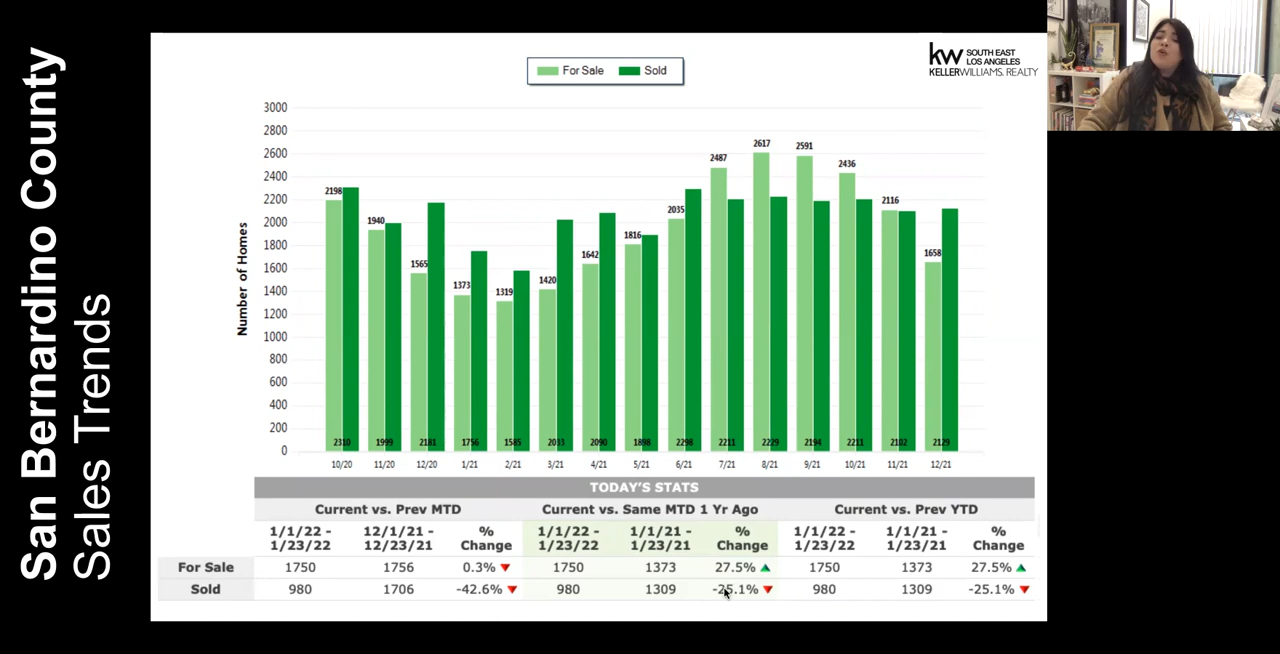 San Bernardino County
Sales Trends
For Sale Sold
kw SOUTH EAST
LOS ANGELES
KELLERWILLIAMS. REALTY
Number of Homes
3000
2800
2600
2400
2200
2000
1800
1600
1400
1200
1000
800
600
400
200
0
2198 1940 1565 1373 1319 1420 1642 1816 2035 2487 2617 2591 2436 2116 1658
2310 1999 2181 1756 1585 2033 2090 1898 2298 2211 2229 2194 2211 2102 2129
10/20 11/20 12/20 1/21 2/21 3/21 4/21 5/21 6/21 7/21 8/21 9/21 10/21 11/21 12/21
TODAY'S STATS
Current vs. Prev MTD Current vs. Same MTD 1 Yr Ago Current vs. Prev YTD
1/1/22 - 12/1/21 - % 1/1/22 - 1/1/21 - % 1/1/22 - 1/1/21 - %
1/23/22 12/23/21 Change 1/23/22 1/23/21 Change 1/23/22 1/23/21 Change
For Sale 1750 1756 0.3% 1750 1373 27.5% 1750 1373 27.5%
Sold 980 1706 -42.6% 980 1309 -25.1% 980 1309 -25.1%